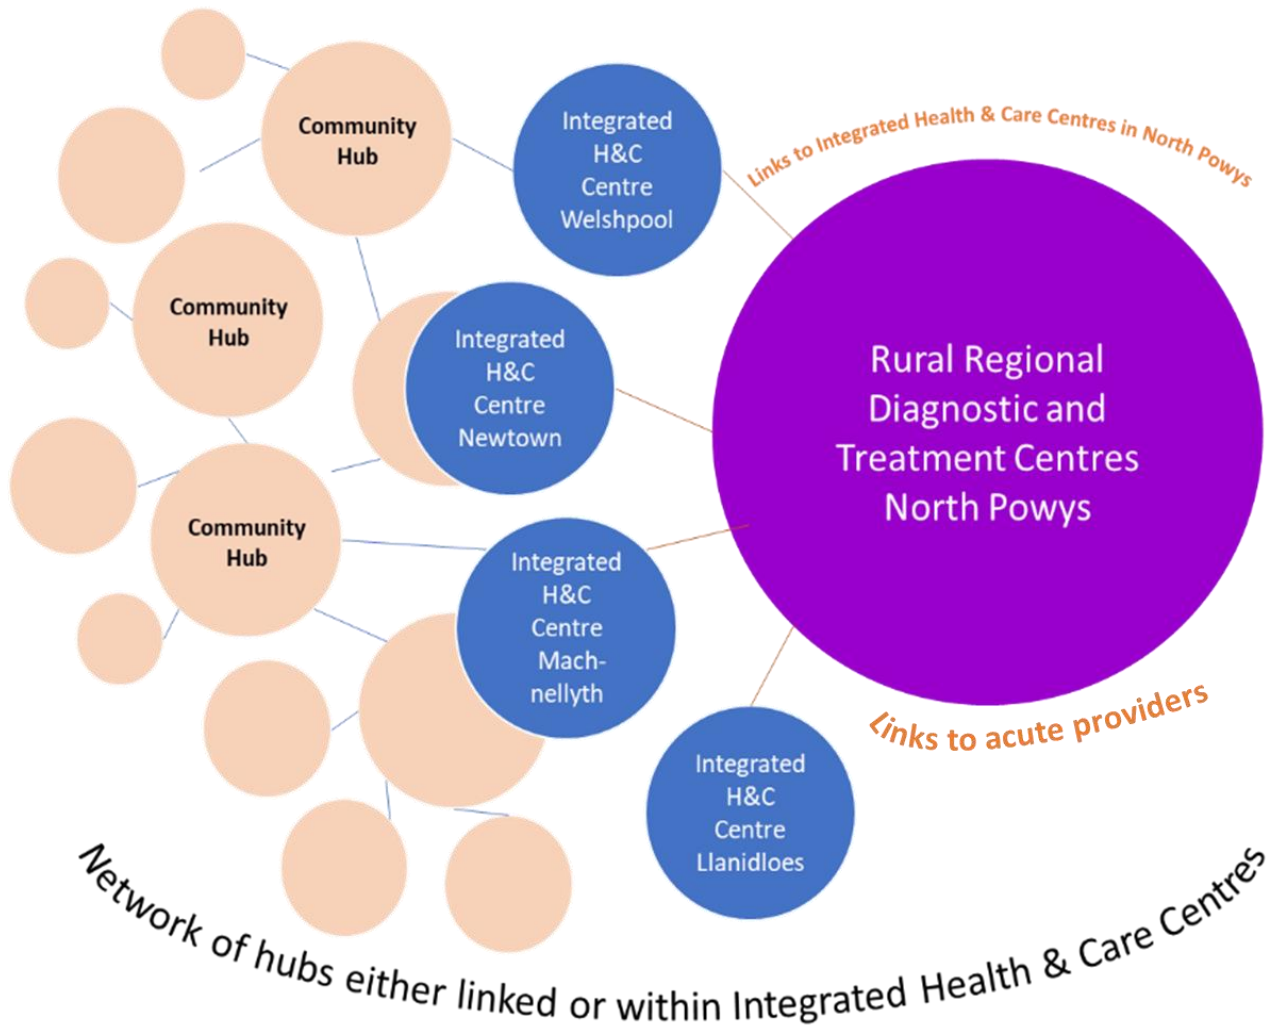 Community
Hub
Integrated
H&C
Centre
Welshpool
Links to Integrated Health & Care Centres in North Powys
Community
Hub
Integrated
H&C
Centre
Newtown
Rural Regional
Diagnostic and
Treatment Centres
North Powys
Community
Hub
Integrated
H&C
Centre
Mach-
nellyth
Links to acute providers
Integrated
H&C
Centre
Llanidloes
Network of hubs either linked or within Integrated Health & Care Centres